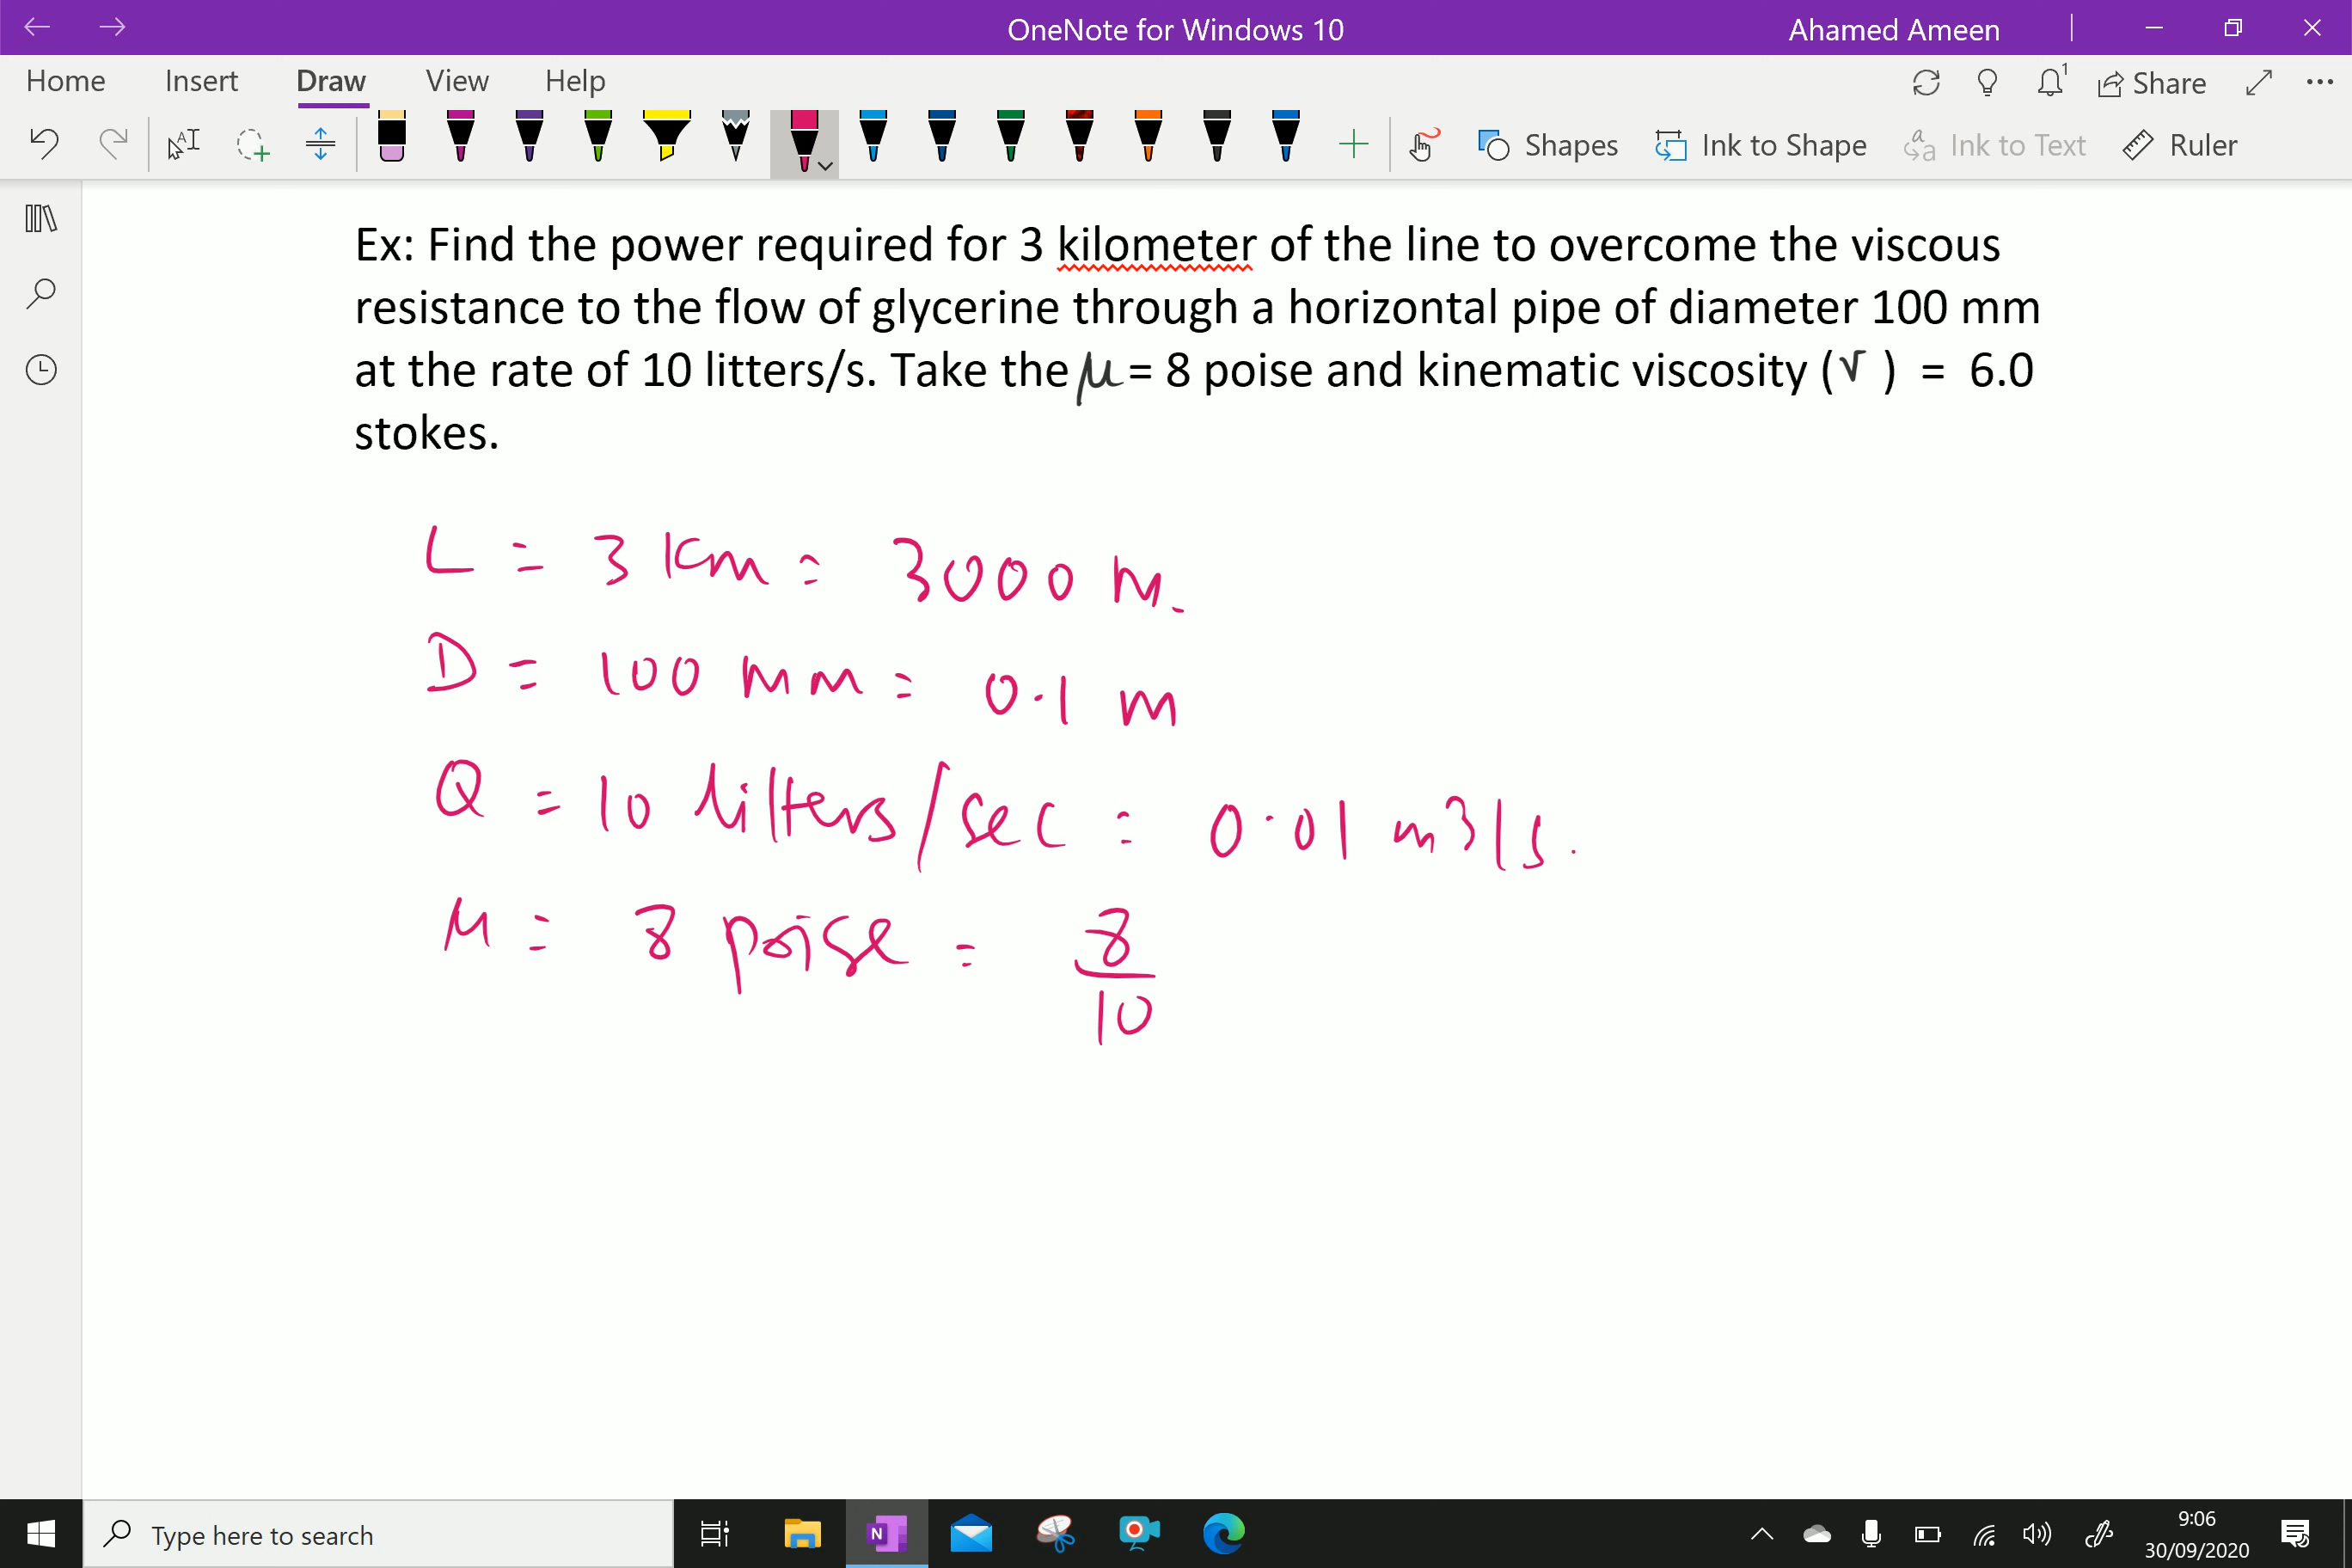 OneNote for Windows 10
Ahamed Ameen
Home Insert Draw View Help
1 Share
Shapes Ink to Shape Ink to Text Ruler
Ex: Find the power required for 3 kilometer of the line to overcome the viscous
resistance to the flow of glycerine through a horizontal pipe of diameter 100 mm
at the rate of 10 litters/s. Take the μ = 8 poise and kinematic viscosity (√) = 6.0
stokes.
L = 3 km = 3000 m.
D = 100 mm = 0.1 m
Q = 10 litters/sec = 0.01 m3/s.
μ = 8 poise = 8/10
Type here to search
9:06
30/09/2020